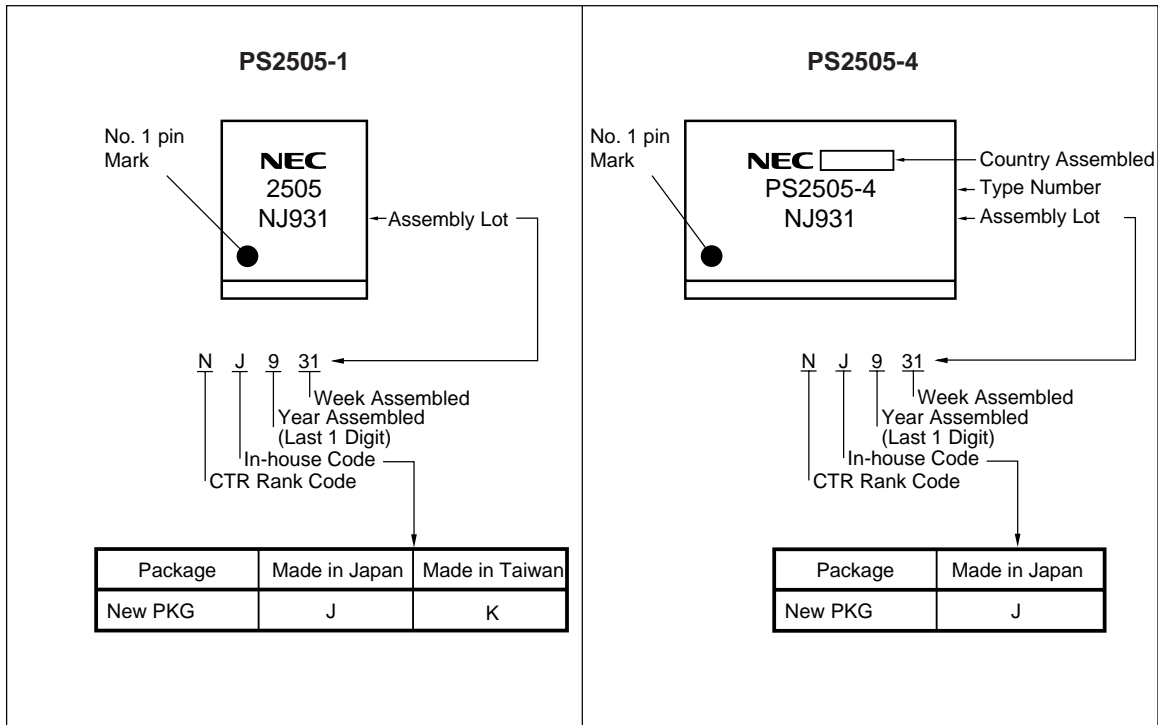 PS2505-1
No. 1 pin
Mark
NEC
2505
NJ931
Assembly Lot
N J 9 31
Week Assembled
Year Assembled
(Last 1 Digit)
In-house Code
CTR Rank Code
Package Made in Japan Made in Taiwan
New PKG J K
PS2505-4
No. 1 pin
Mark
NEC
PS2505-4
NJ931
Country Assembled
Type Number
Assembly Lot
N J 9 31
Week Assembled
Year Assembled
(Last 1 Digit)
In-house Code
CTR Rank Code
Package Made in Japan
New PKG J